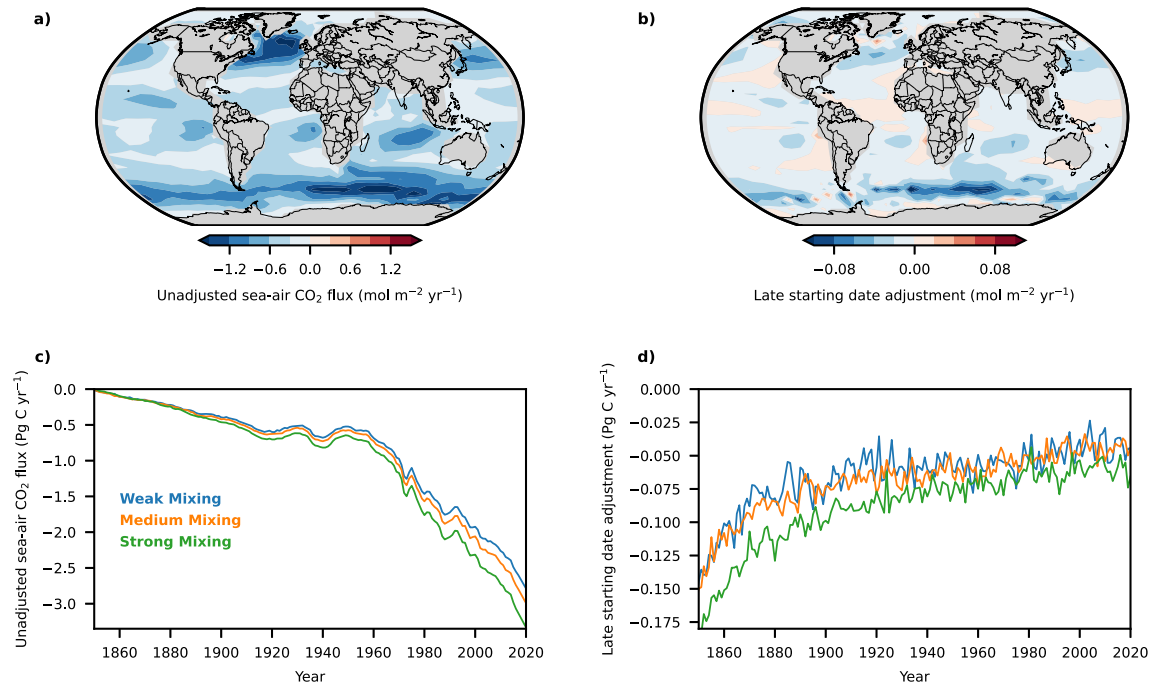 a)
b)
−1.2 −0.6 0.0 0.6 1.2
Unadjusted sea-air CO₂ flux (mol m⁻² yr⁻¹)
−0.08 0.00 0.08
Late starting date adjustment (mol m⁻² yr⁻¹)
c)
Unadjusted sea-air CO₂ flux (Pg C yr⁻¹)
0.0
−0.5
−1.0
−1.5
−2.0
−2.5
−3.0
Weak Mixing
Medium Mixing
Strong Mixing
1860 1880 1900 1920 1940 1960 1980 2000 2020
Year
d)
Late starting date adjustment (Pg C yr⁻¹)
0.000
−0.025
−0.050
−0.075
−0.100
−0.125
−0.150
−0.175
1860 1880 1900 1920 1940 1960 1980 2000 2020
Year